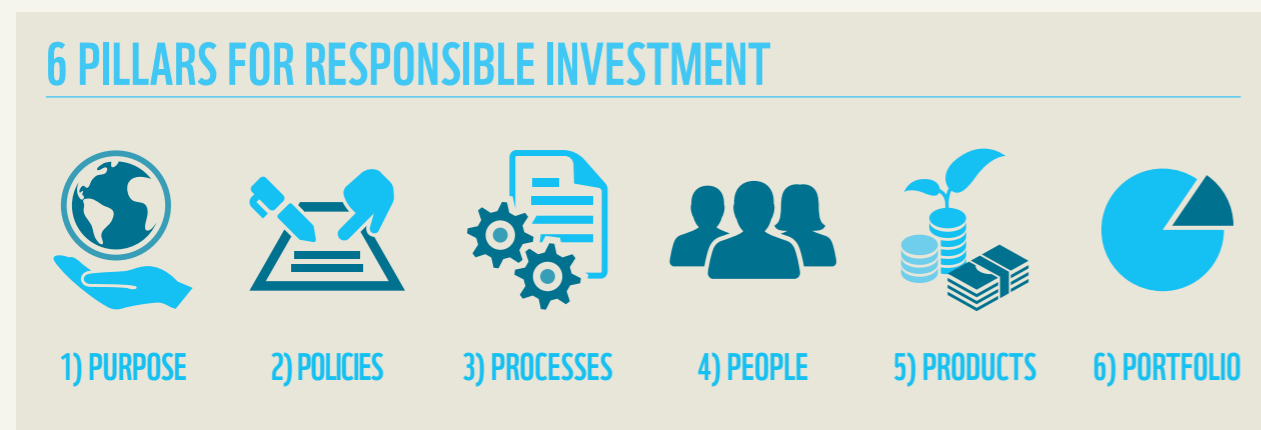 6 PILLARS FOR RESPONSIBLE INVESTMENT
1) PURPOSE
2) POLICIES
3) PROCESSES
4) PEOPLE
5) PRODUCTS
6) PORTFOLIO